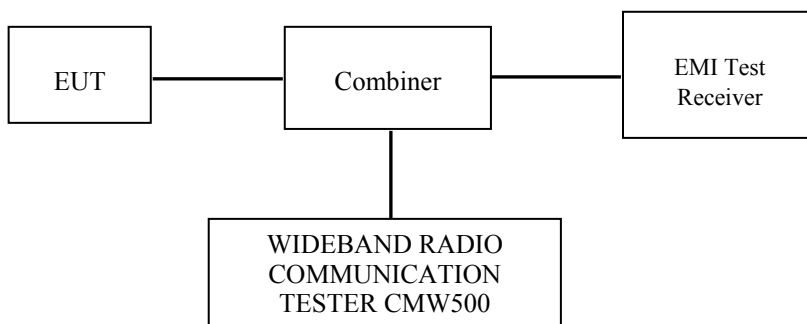 EUT
Combiner
EMI Test
Receiver
WIDEBAND RADIO
COMMUNICATION
TESTER CMW500